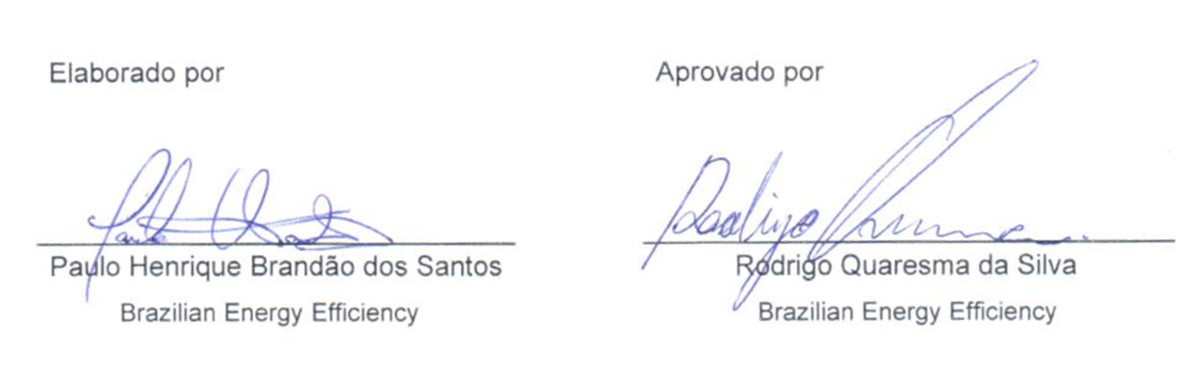 Elaborado por
Paulo Henrique Brandão dos Santos
Brazilian Energy Efficiency
Aprovado por
Rodrigo Quaresma da Silva
Brazilian Energy Efficiency